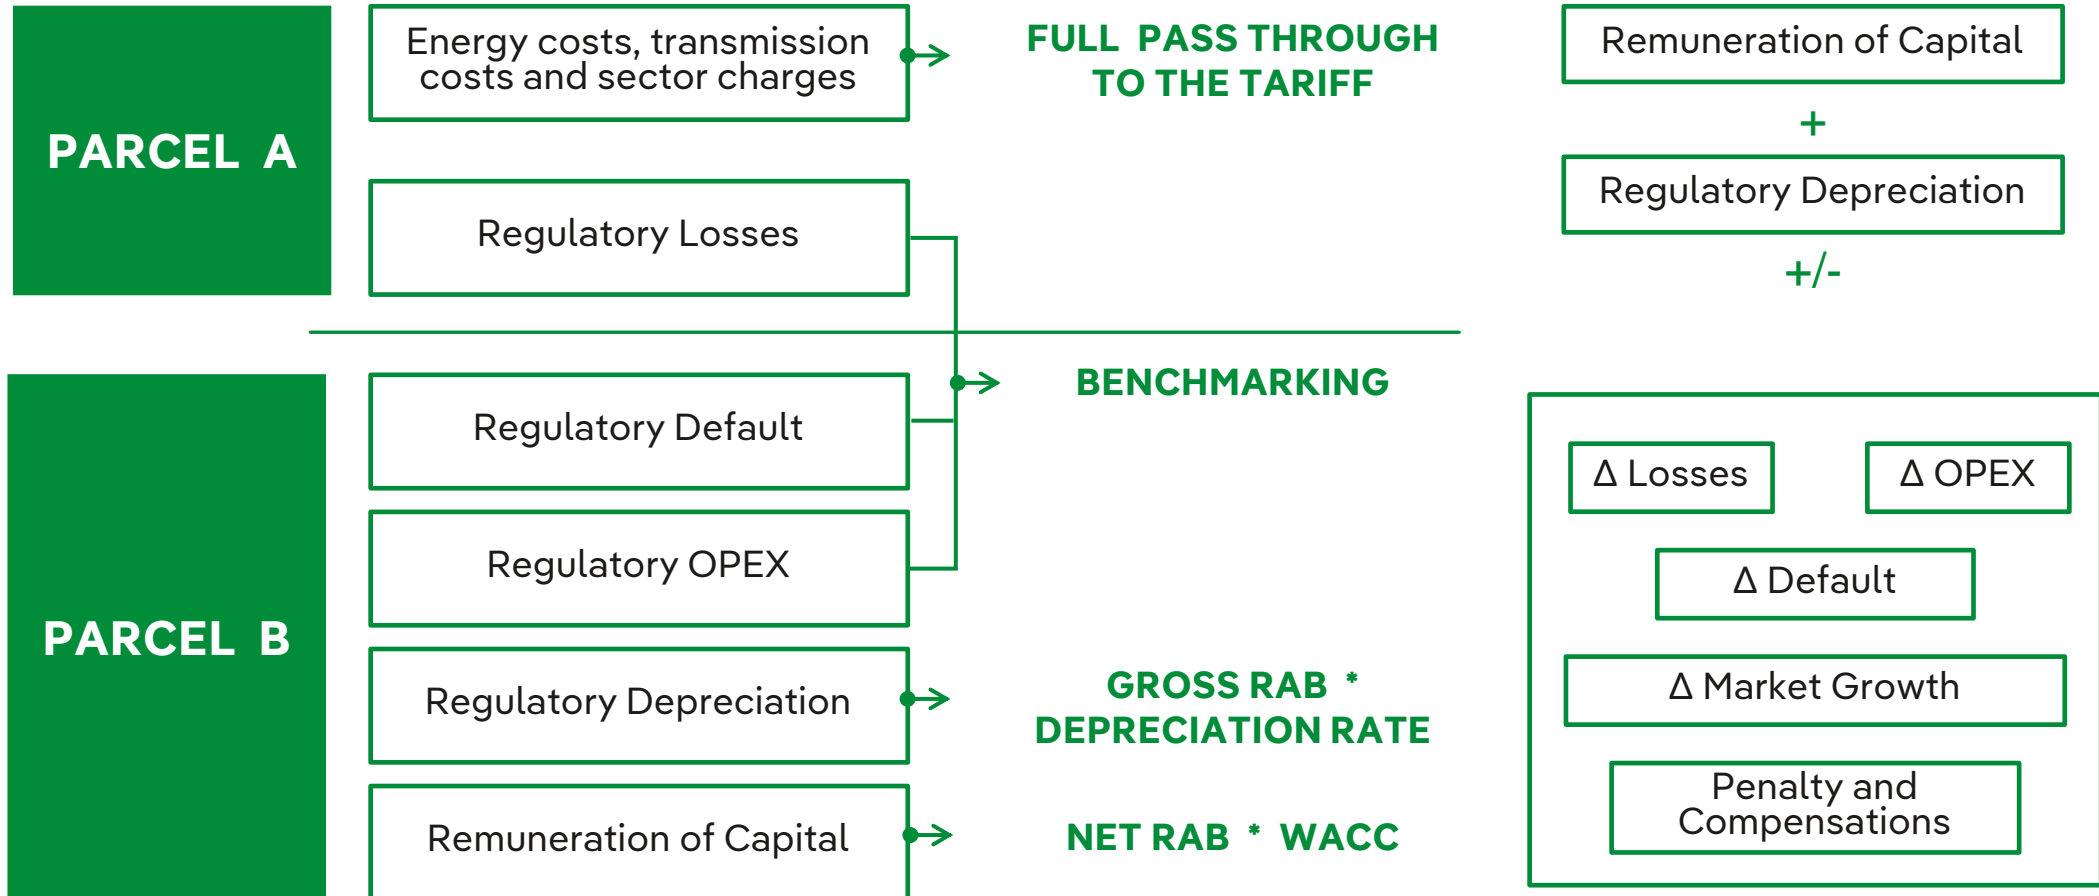 PARCEL A
Energy costs, transmission
costs and sector charges
FULL PASS THROUGH
TO THE TARIFF
Regulatory Losses
PARCEL B
Regulatory Default
BENCHMARKING
Regulatory OPEX
Regulatory Depreciation
GROSS RAB *
DEPRECIATION RATE
Remuneration of Capital
NET RAB * WACC
Remuneration of Capital
+
Regulatory Depreciation
+/-
Δ Losses
Δ OPEX
Δ Default
Δ Market Growth
Penalty and
Compensations